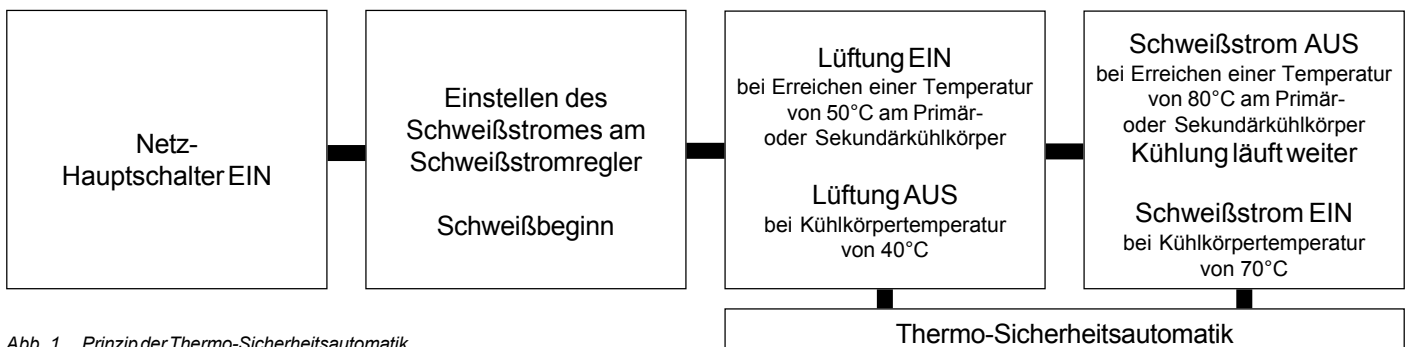 Netz-
Hauptschalter EIN
Einstellen des
Schweißstromes am
Schweißstromregler
Schweißbeginn
Lüftung EIN
bei Erreichen einer Temperatur
von 50°C am Primär-
oder Sekundärkühlkörper
Lüftung AUS
bei Kühlkörpertemperatur
von 40°C
Schweißstrom AUS
bei Erreichen einer Temperatur
von 80°C am Primär-
oder Sekundärkühlkörper
Kühlung läuft weiter
Schweißstrom EIN
bei Kühlkörpertemperatur
von 70°C
Thermo-Sicherheitsautomatik
Abb. 1 Prinzip der Thermo-Sicherheitsautomatik